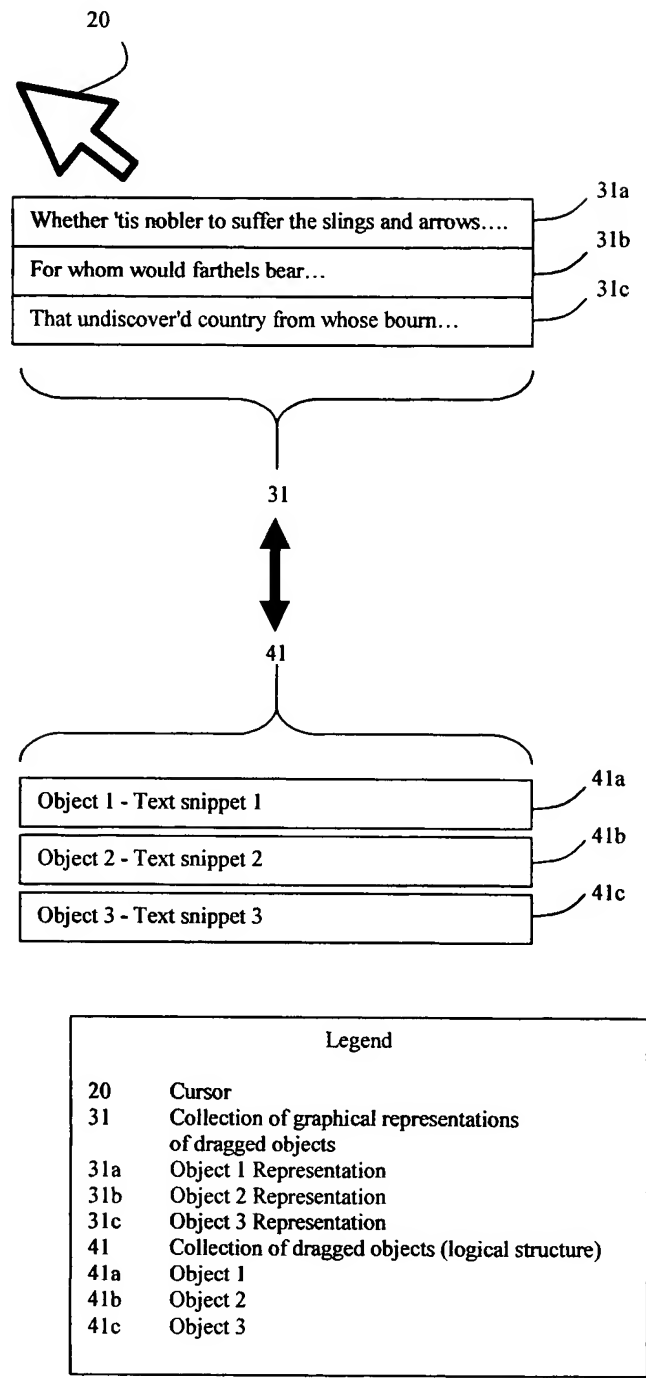 20
Whether 'tis nobler to suffer the slings and arrows....
31a
For whom would farthels bear...
31b
That undiscover'd country from whose bourn...
31c
31
41
Object 1 - Text snippet 1
41a
Object 2 - Text snippet 2
41b
Object 3 - Text snippet 3
41c
Legend
20 Cursor
31 Collection of graphical representations
of dragged objects
31a Object 1 Representation
31b Object 2 Representation
31c Object 3 Representation
41 Collection of dragged objects (logical structure)
41a Object 1
41b Object 2
41c Object 3